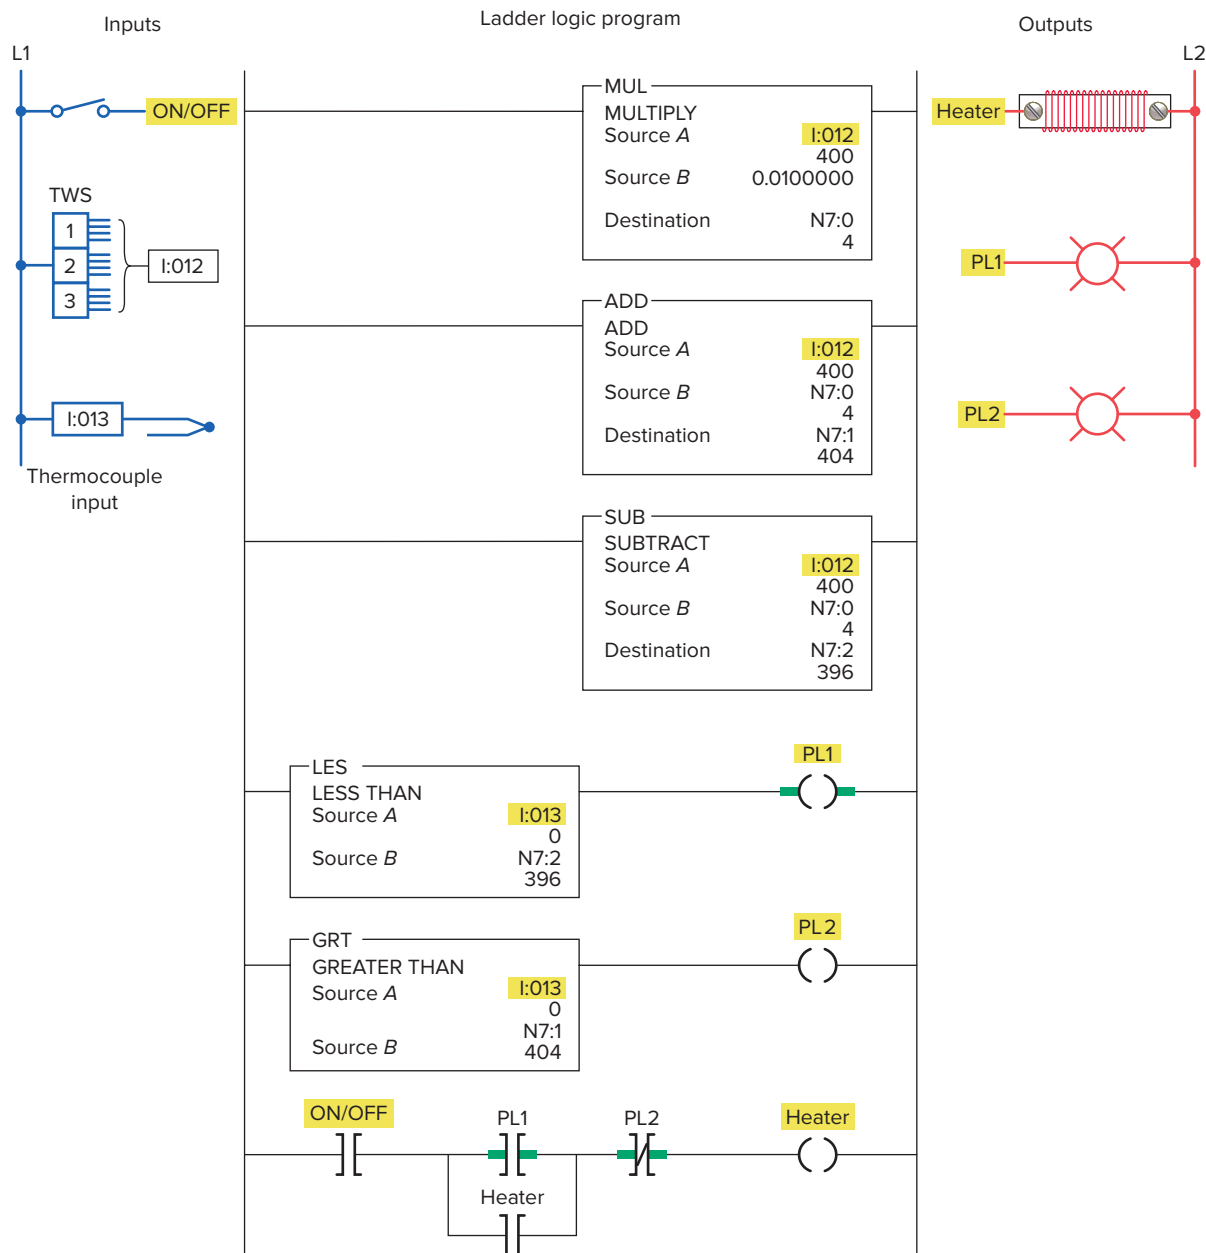 Inputs
Ladder logic program
Outputs
L1
L2
ON/OFF
TWS
1
2
3
I:012
I:013
Thermocouple
input
MUL
MULTIPLY
Source A I:012
400
Source B 0.0100000
Destination N7:0
4
ADD
ADD
Source A I:012
400
Source B N7:0
4
Destination N7:1
404
SUB
SUBTRACT
Source A I:012
400
Source B N7:0
4
Destination N7:2
396
Heater
PL1
PL2
LES
LESS THAN
Source A I:013
0
Source B N7:2
396
PL1
GRT
GREATER THAN
Source A I:013
0
N7:1
Source B 404
PL2
ON/OFF PL1 PL2 Heater
Heater